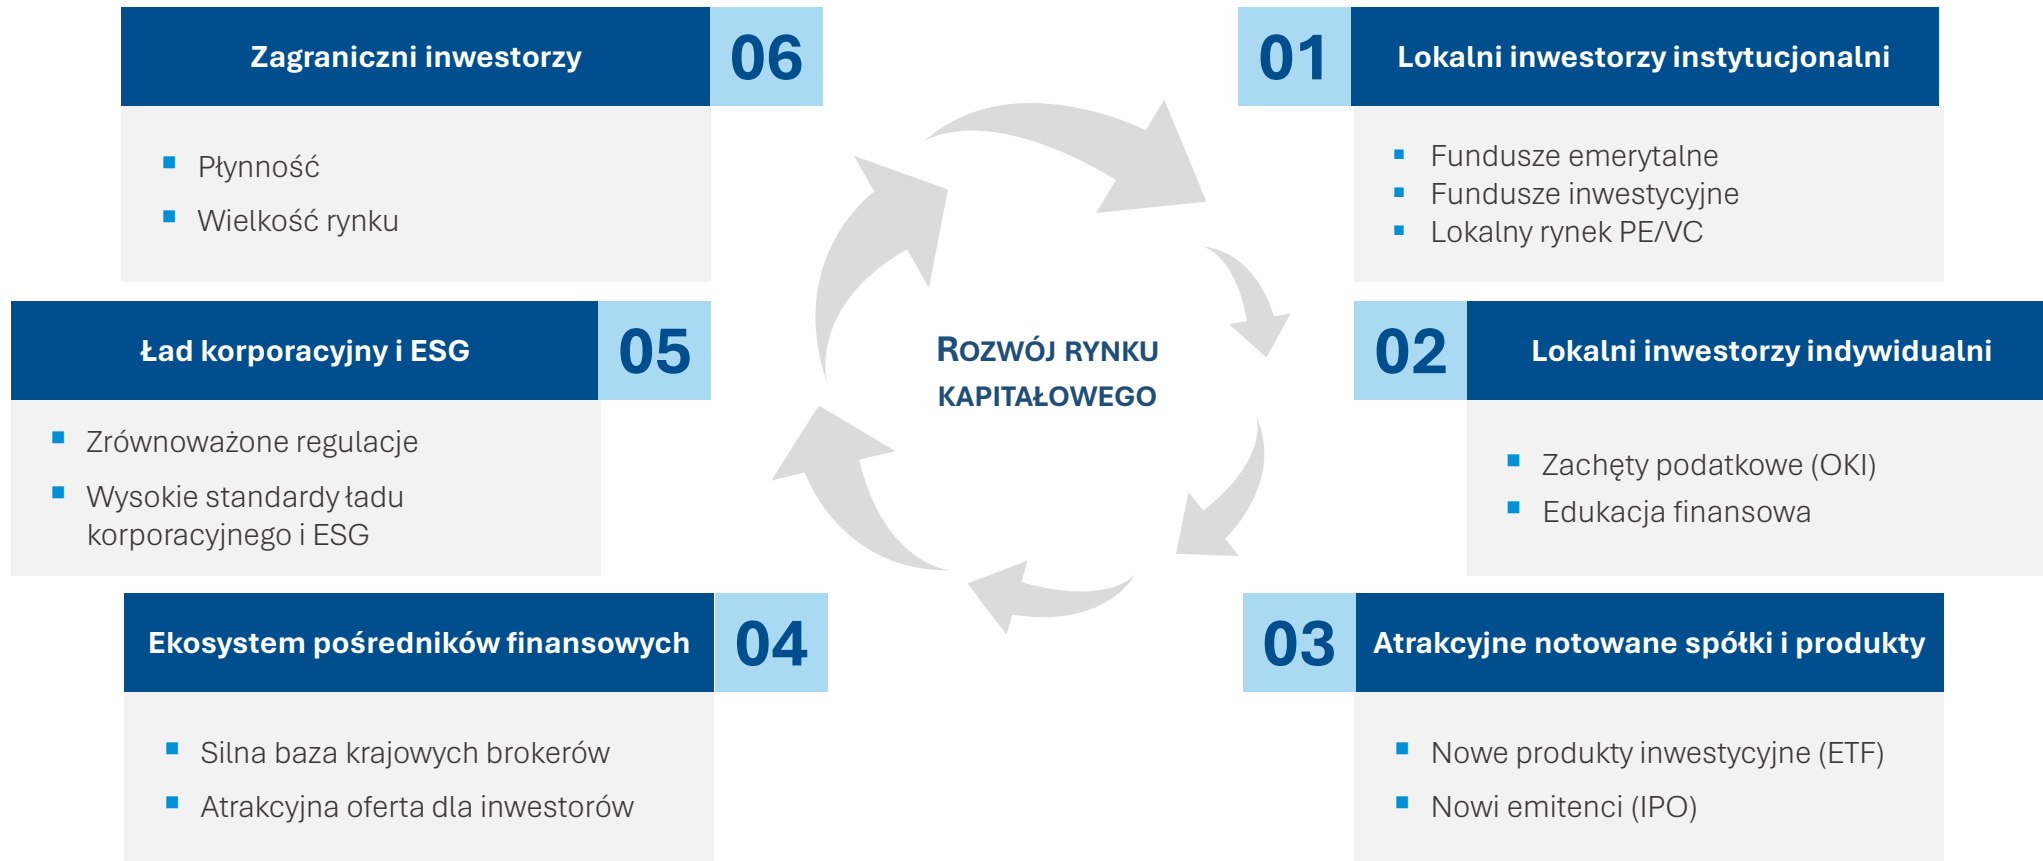 01
Lokalni inwestorzy instytucjonalni
Fundusze emerytalne
Fundusze inwestycyjne
Lokalny rynek PE/VC
02
Lokalni inwestorzy indywidualni
Zachęty podatkowe (OKI)
Edukacja finansowa
03
Atrakcyjne notowane spółki i produkty
Nowe produkty inwestycyjne (ETF)
Nowi emitenci (IPO)
Ekosystem pośredników finansowych
04
Silna baza krajowych brokerów
Atrakcyjna oferta dla inwestorów
Ład korporacyjny i ESG
05
Zrównoważone regulacje
Wysokie standardy ładu
korporacyjnego i ESG
Zagraniczni inwestorzy
06
Płynność
Wielkość rynku
ROZWÓJ RYNKU
KAPITAŁOWEGO